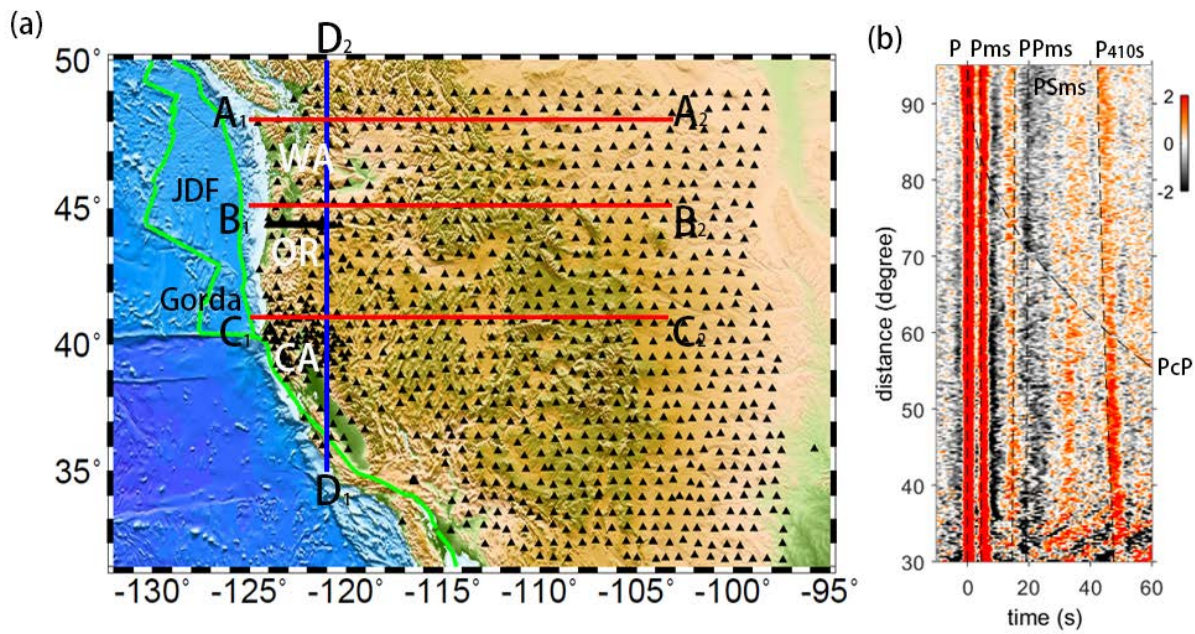 (a)
D2
(b)
P Pms PPms P410s
PSms
50°
45°
40°
35°
A1
A2
WA
JDF
B1
B2
OR
Gorda
C1
C2
CA
D1
-130° -125° -120° -115° -110° -105° -100° -95°
distance (degree)
90
80
70
60
50
40
30
2
0
-2
PcP
0 20 40 60
time (s)